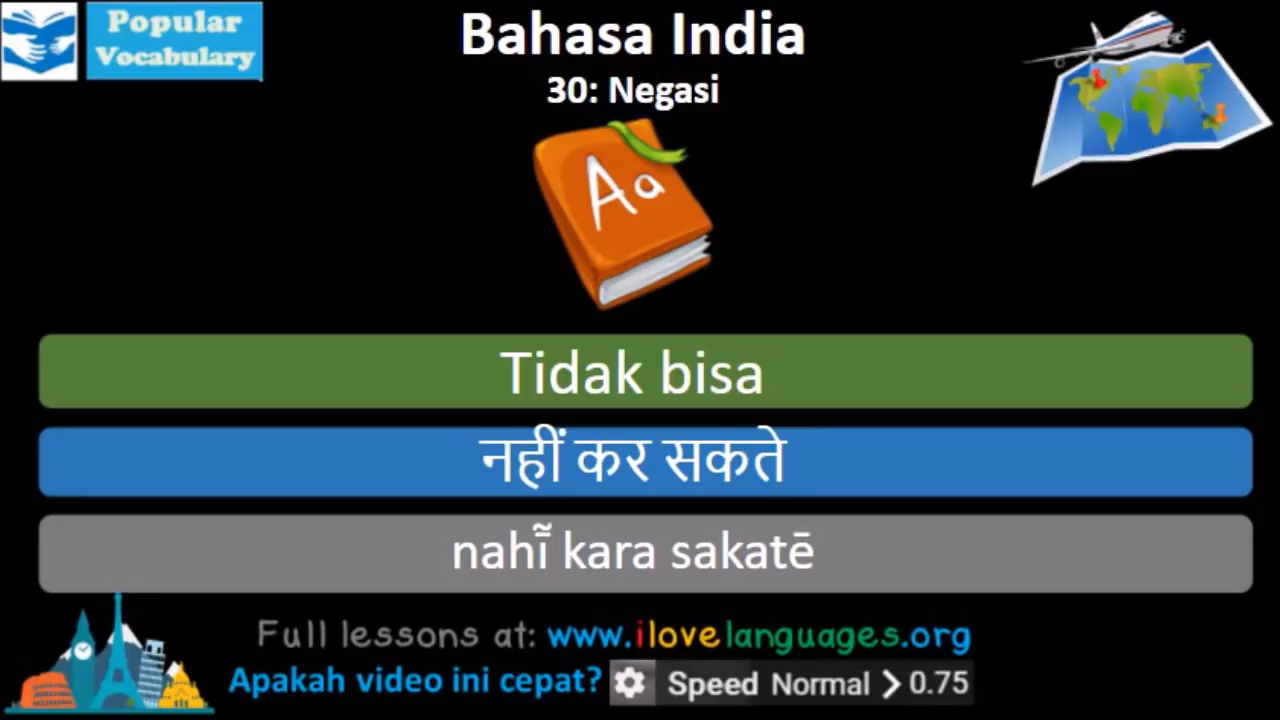 Popular
Vocabulary
Bahasa India
30: Negasi
Aa
Tidak bisa
नहीं कर सकते
nahī̃ kara sakatē
Full lessons at: www.ilovelanguages.org
Apakah video ini cepat? Speed Normal > 0.75